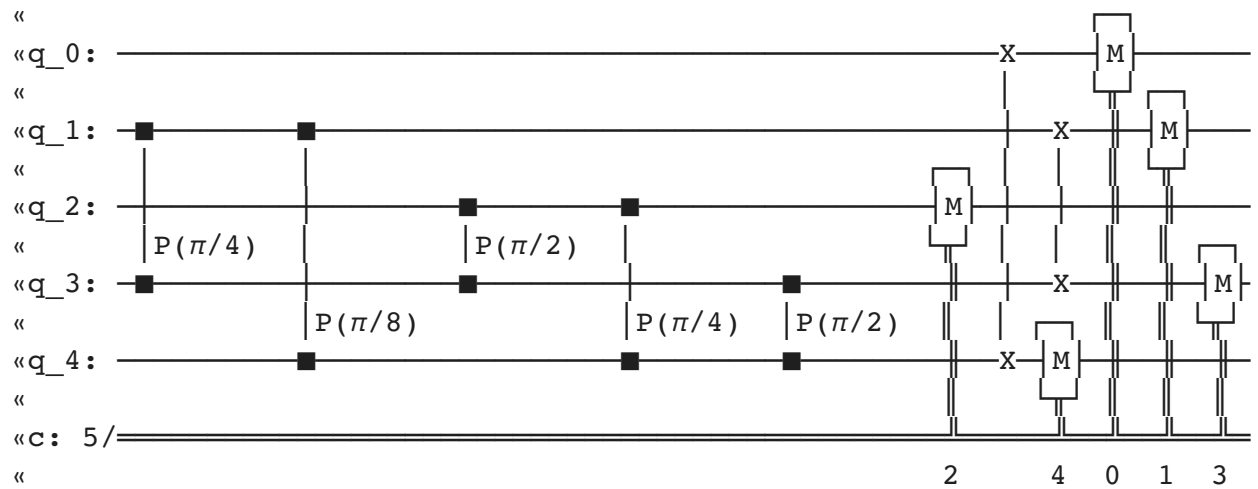 «
«q_0: X M
«
«q_1: ■ ■ X M
«
«q_2: ■ ■ M
« P(π/4) P(π/2)
«q_3: ■ ■ ■ X M
« P(π/8) P(π/4) P(π/2)
«q_4: ■ ■ ■ X M
«
«c: 5/
« 2 4 0 1 3